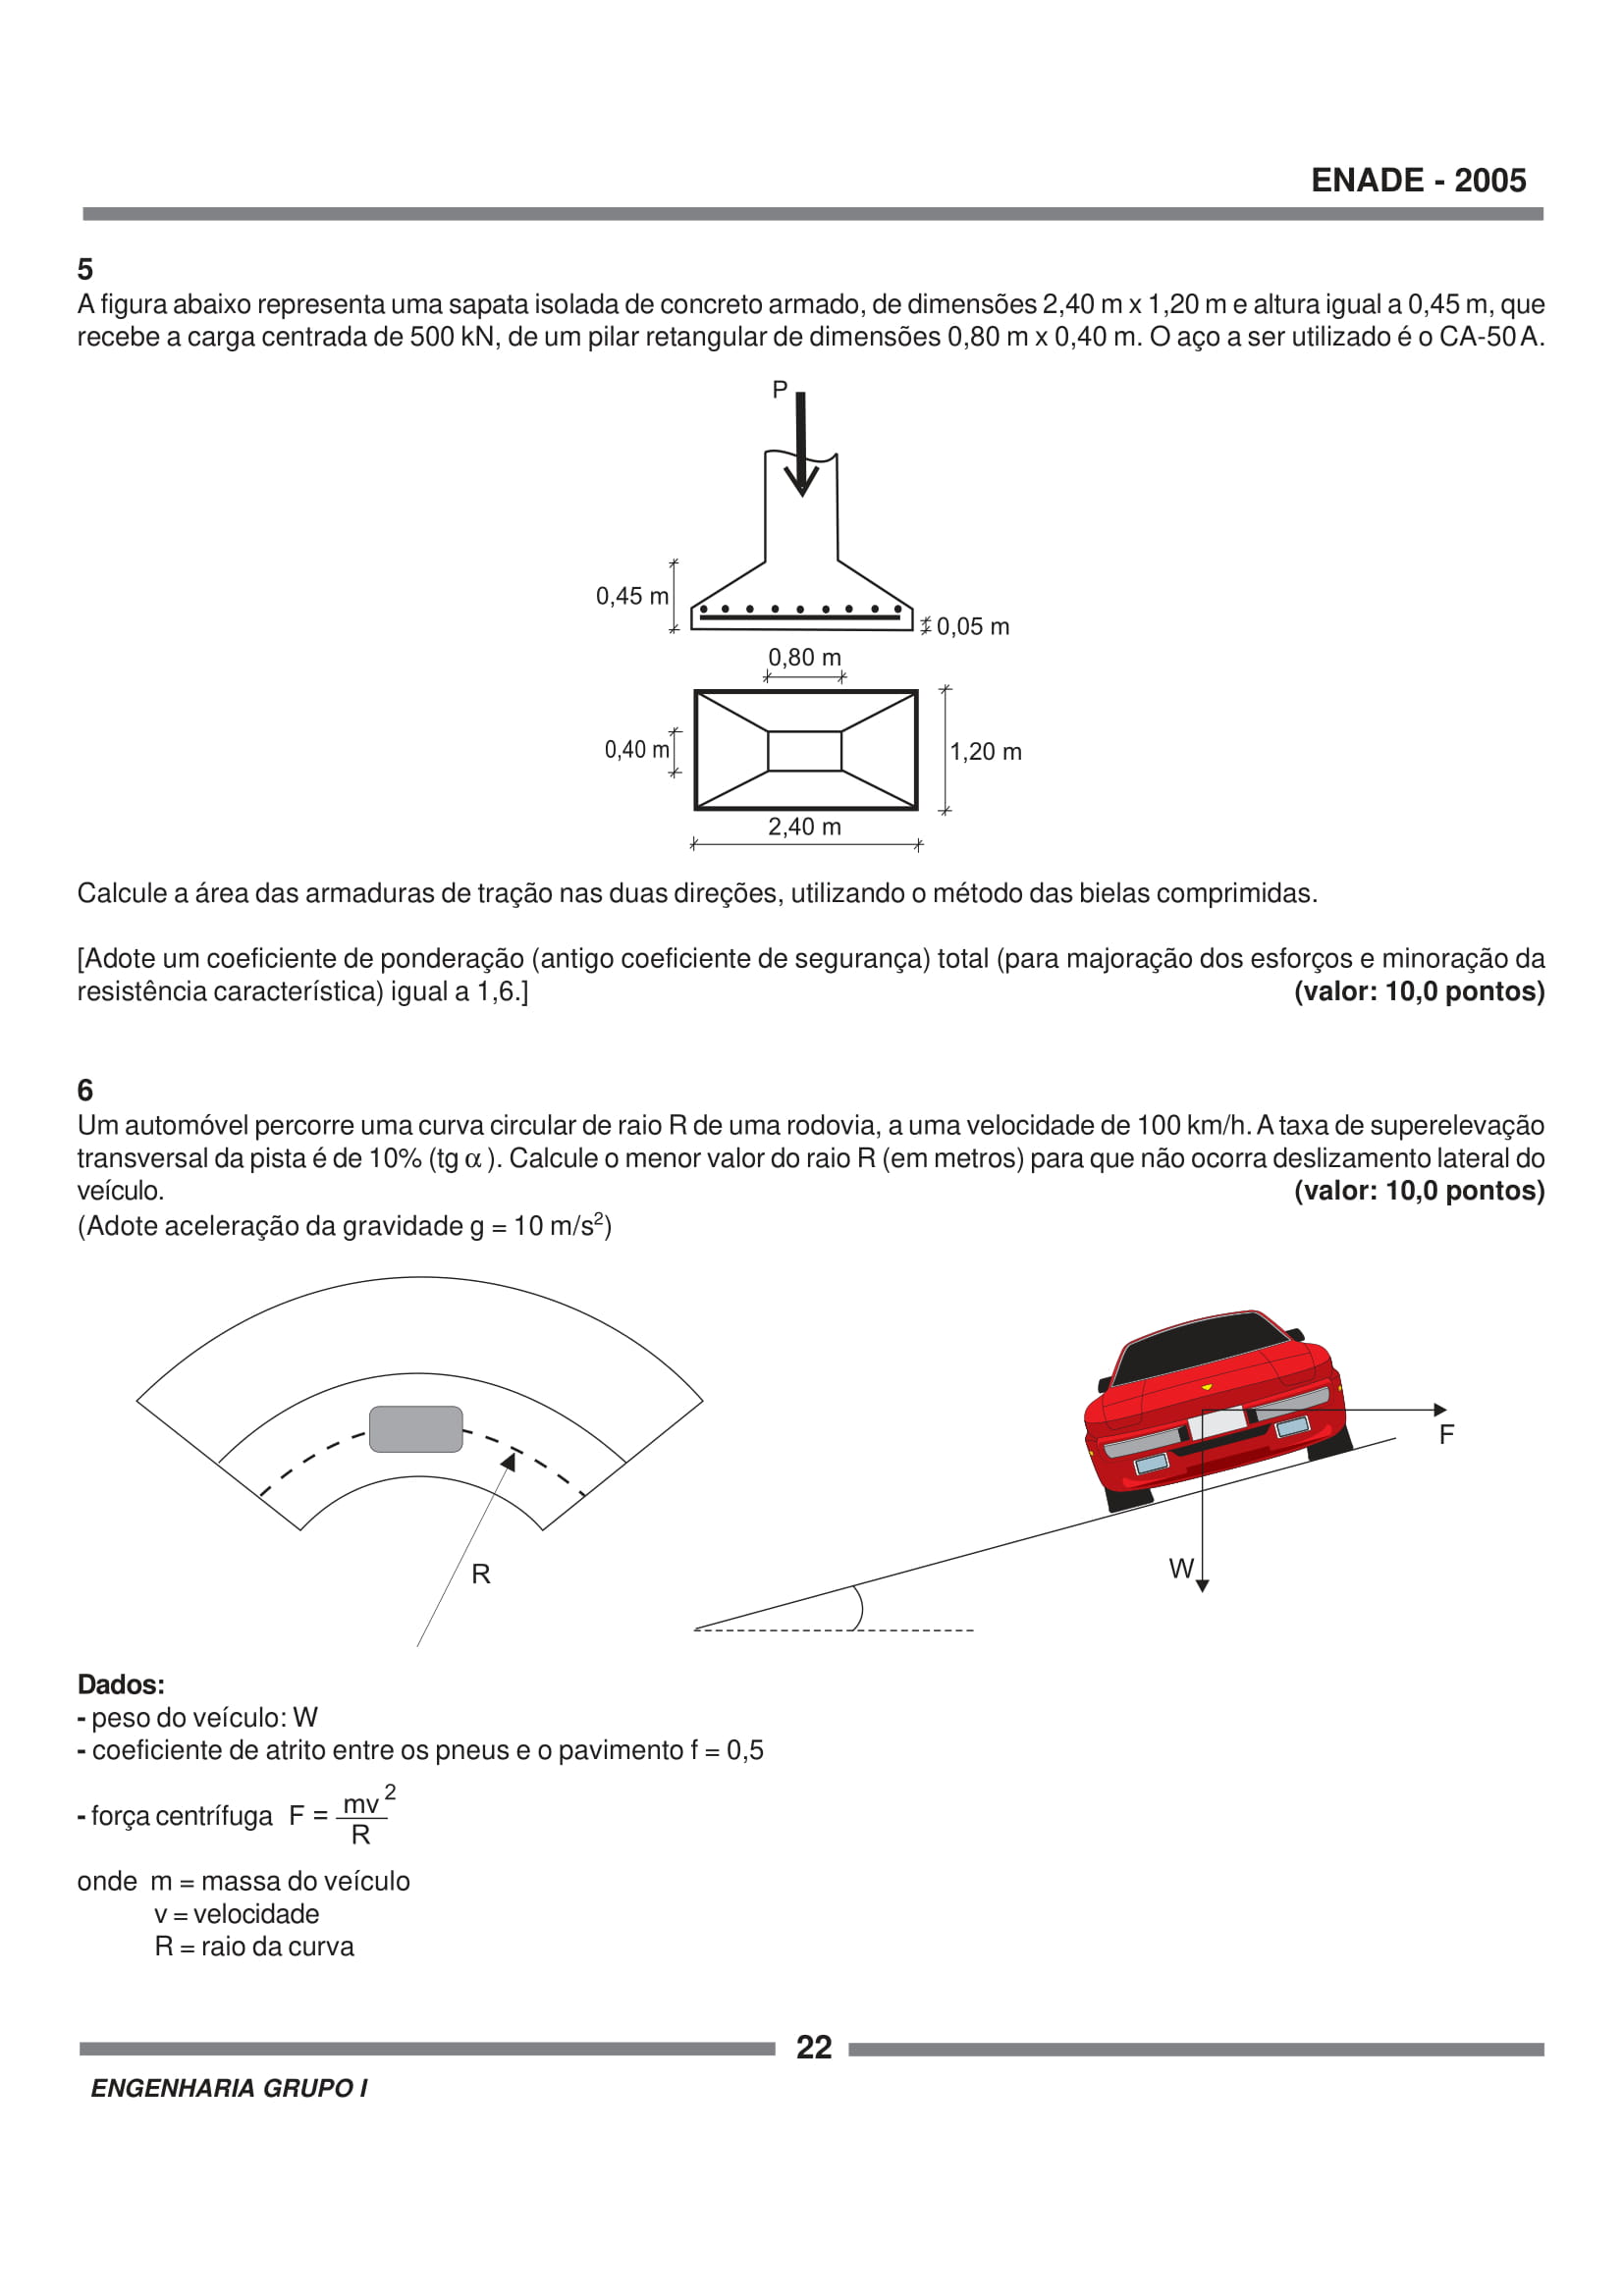 ENADE - 2005
5
A figura abaixo representa uma sapata isolada de concreto armado, de dimensões 2,40 m x 1,20 m e altura igual a 0,45 m, que
recebe a carga centrada de 500 kN, de um pilar retangular de dimensões 0,80 m x 0,40 m. O aço a ser utilizado é o CA-50 A.
P
0,45 m
0,05 m
0,80 m
0,40 m
1,20 m
2,40 m
Calcule a área das armaduras de tração nas duas direções, utilizando o método das bielas comprimidas.
[Adote um coeficiente de ponderação (antigo coeficiente de segurança) total (para majoração dos esforços e minoração da
resistência característica) igual a 1,6.] (valor: 10,0 pontos)
6
Um automóvel percorre uma curva circular de raio R de uma rodovia, a uma velocidade de 100 km/h. A taxa de superelevação
transversal da pista é de 10% (tg α ). Calcule o menor valor do raio R (em metros) para que não ocorra deslizamento lateral do
veículo. (valor: 10,0 pontos)
(Adote aceleração da gravidade g = 10 m/s²)
F
W
R
Dados:
- peso do veículo: W
- coeficiente de atrito entre os pneus e o pavimento f = 0,5
- força centrífuga F = mv² / R
onde m = massa do veículo
v = velocidade
R = raio da curva
22
ENGENHARIA GRUPO I